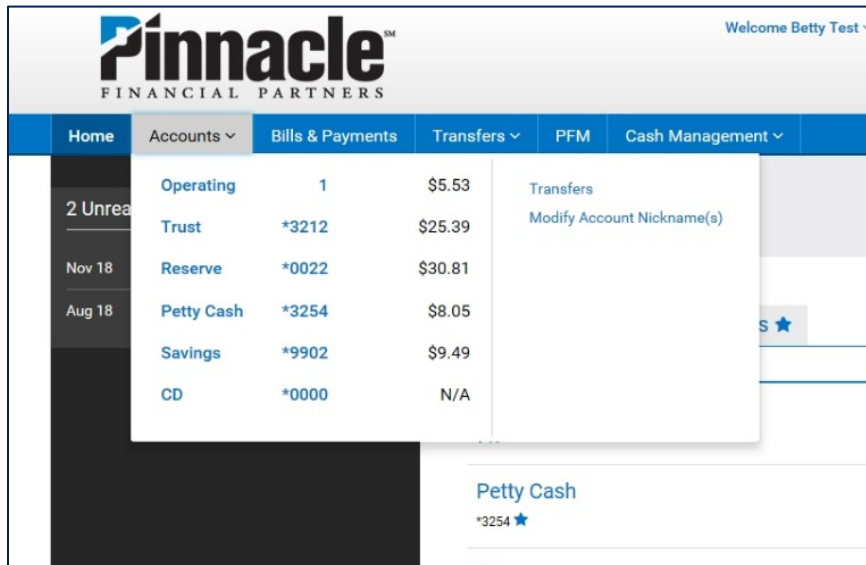 Pinnacle℠
FINANCIAL PARTNERS
Welcome Betty Test
Home Accounts Bills & Payments Transfers PFM Cash Management
Operating 1 $5.53
Trust *3212 $25.39
Reserve *0022 $30.81
Petty Cash *3254 $8.05
Savings *9902 $9.49
CD *0000 N/A
Transfers
Modify Account Nickname(s)
2 Unrea
Nov 18
Aug 18
s
Petty Cash
*3254